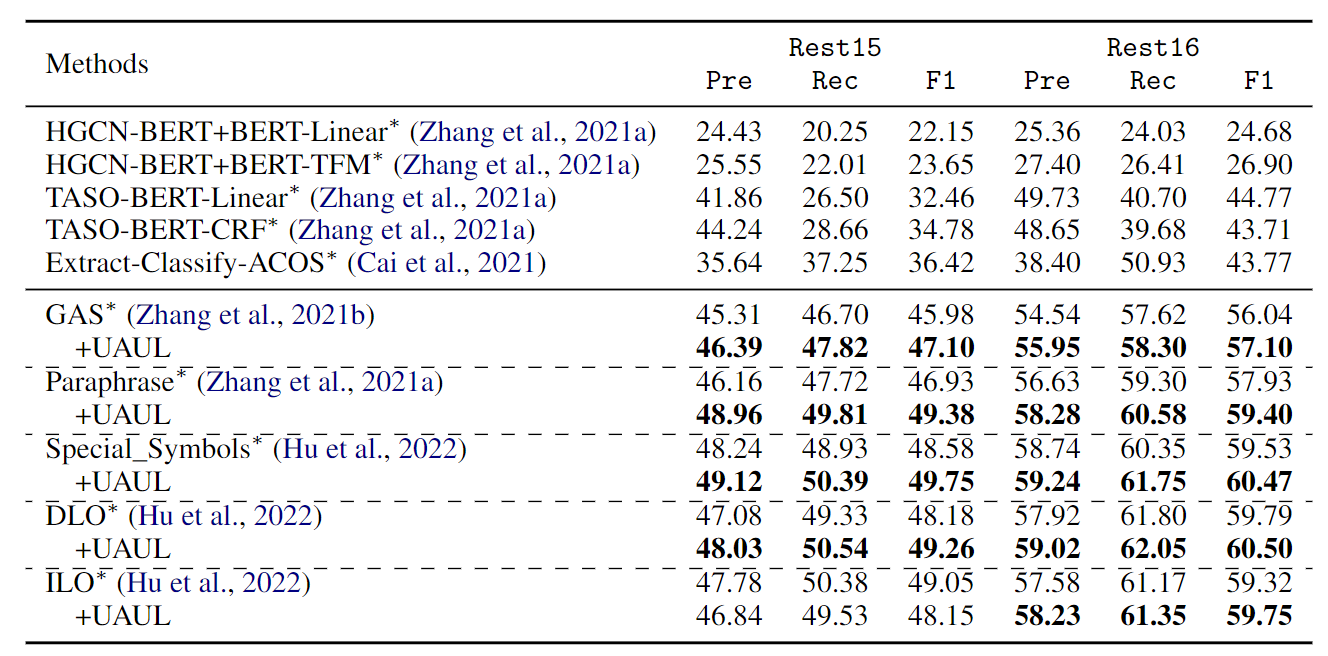 Rest15 Rest16
Methods
Pre Rec F1 Pre Rec F1
HGCN-BERT+BERT-Linear* (Zhang et al., 2021a) 24.43 20.25 22.15 25.36 24.03 24.68
HGCN-BERT+BERT-TFM* (Zhang et al., 2021a) 25.55 22.01 23.65 27.40 26.41 26.90
TASO-BERT-Linear* (Zhang et al., 2021a) 41.86 26.50 32.46 49.73 40.70 44.77
TASO-BERT-CRF* (Zhang et al., 2021a) 44.24 28.66 34.78 48.65 39.68 43.71
Extract-Classify-ACOS* (Cai et al., 2021) 35.64 37.25 36.42 38.40 50.93 43.77
GAS* (Zhang et al., 2021b) 45.31 46.70 45.98 54.54 57.62 56.04
+UAUL 46.39 47.82 47.10 55.95 58.30 57.10
Paraphrase* (Zhang et al., 2021a) 46.16 47.72 46.93 56.63 59.30 57.93
+UAUL 48.96 49.81 49.38 58.28 60.58 59.40
Special_Symbols* (Hu et al., 2022) 48.24 48.93 48.58 58.74 60.35 59.53
+UAUL 49.12 50.39 49.75 59.24 61.75 60.47
DLO* (Hu et al., 2022) 47.08 49.33 48.18 57.92 61.80 59.79
+UAUL 48.03 50.54 49.26 59.02 62.05 60.50
ILO* (Hu et al., 2022) 47.78 50.38 49.05 57.58 61.17 59.32
+UAUL 46.84 49.53 48.15 58.23 61.35 59.75